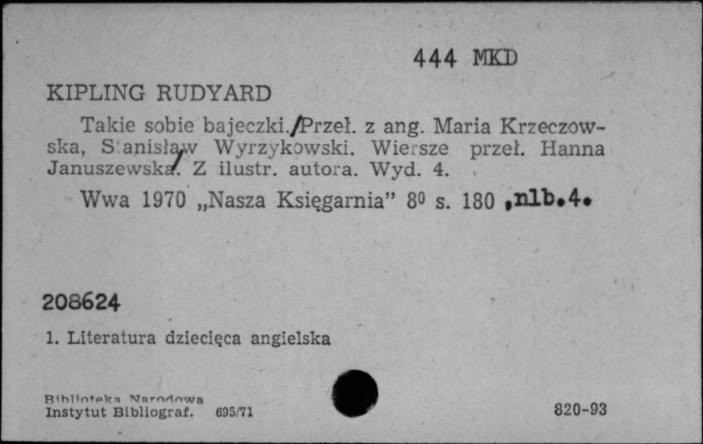 444 MKD
KIPLING RUDYARD
Takie sobie bajeczki./Przeł. z ang. Maria Krzeczow-
ska, Stanisław Wyrzykowski. Wiersze przeł. Hanna
Januszewska/. Z ilustr. autora. Wyd. 4.
Wwa 1970 „Nasza Księgarnia” 8⁰ s. 180 ,nlb.4.
208624
1. Literatura dziecięca angielska
Biblioteka Narodowa
Instytut Bibliograf. 695/71
820-93